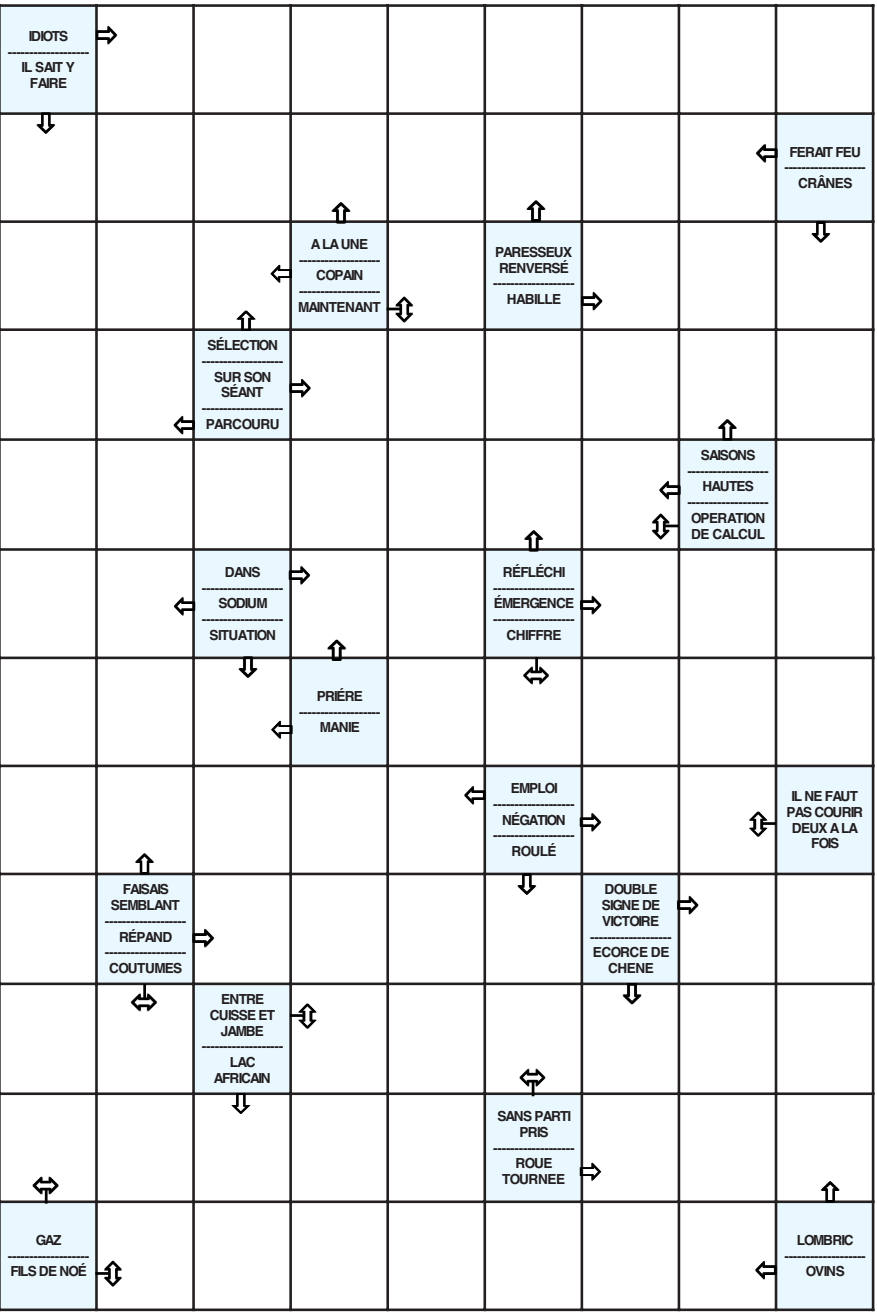 IDIOTS
IL SAIT Y
FAIRE
FERAIT FEU
CRÂNES
A LA UNE
COPAIN
MAINTENANT
PARESSEUX
RENVERSÉ
HABILLE
SÉLECTION
SUR SON
SÉANT
PARCOURU
SAISONS
HAUTES
OPERATION
DE CALCUL
DANS
SODIUM
SITUATION
RÉFLÉCHI
ÉMERGENCE
CHIFFRE
PRIÉRE
MANIE
EMPLOI
NÉGATION
ROULÉ
IL NE FAUT
PAS COURIR
DEUX A LA
FOIS
FAISAIS
SEMBLANT
RÉPAND
COUTUMES
DOUBLE
SIGNE DE
VICTOIRE
ECORCE DE
CHENE
ENTRE
CUISSE ET
JAMBE
LAC
AFRICAIN
SANS PARTI
PRIS
ROUE
TOURNEE
GAZ
FILS DE NOÉ
LOMBRIC
OVINS